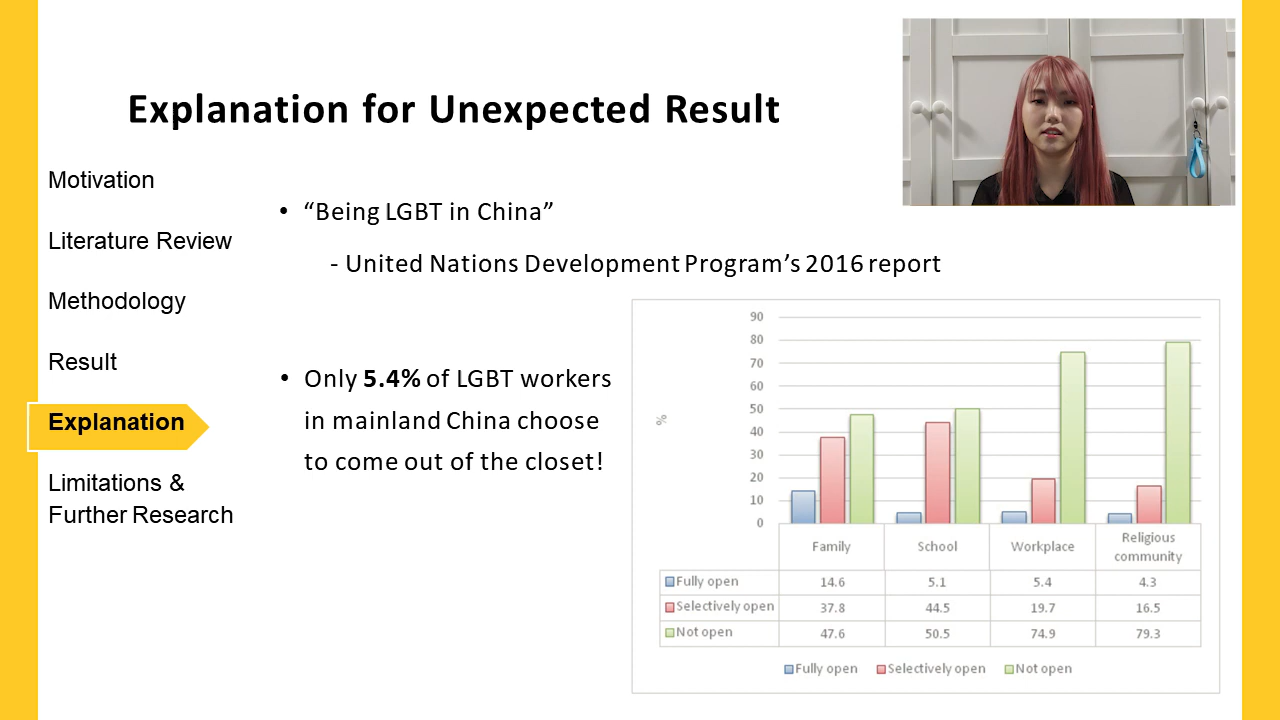 Explanation for Unexpected Result
Motivation
Literature Review
Methodology
Result
Explanation
Limitations &
Further Research
• “Being LGBT in China”
- United Nations Development Program’s 2016 report
• Only 5.4% of LGBT workers
in mainland China choose
to come out of the closet!
%
90
80
70
60
50
40
30
20
10
0
Family School Workplace Religious community
Fully open 14.6 5.1 5.4 4.3
Selectively open 37.8 44.5 19.7 16.5
Not open 47.6 50.5 74.9 79.3
Fully open Selectively open Not open